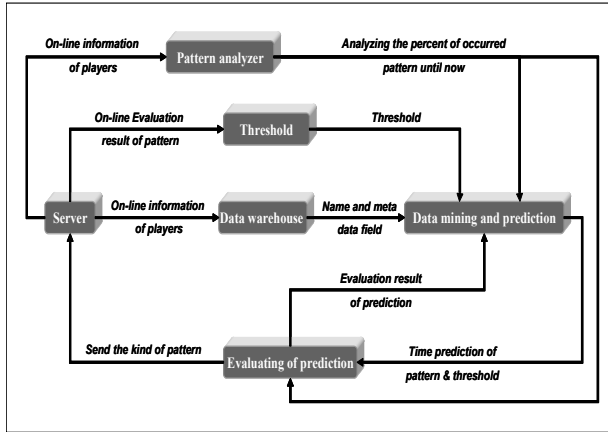 On-line information
of players
Pattern analyzer
Analyzing the percent of occurred
pattern until now
On-line Evaluation
result of pattern
Threshold
Threshold
Server
On-line information
of players
Data warehouse
Name and meta
data field
Data mining and prediction
Evaluation result
of prediction
Send the kind of pattern
Evaluating of prediction
Time prediction of
pattern & threshold